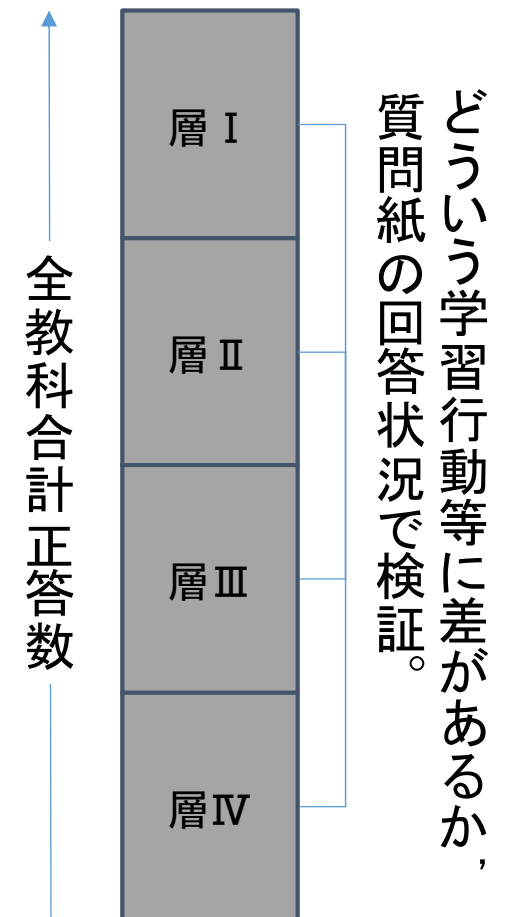 全教科合計正答数
層Ⅰ
層Ⅱ
層Ⅲ
層Ⅳ
どういう学習行動等に差があるか，
質問紙の回答状況で検証。